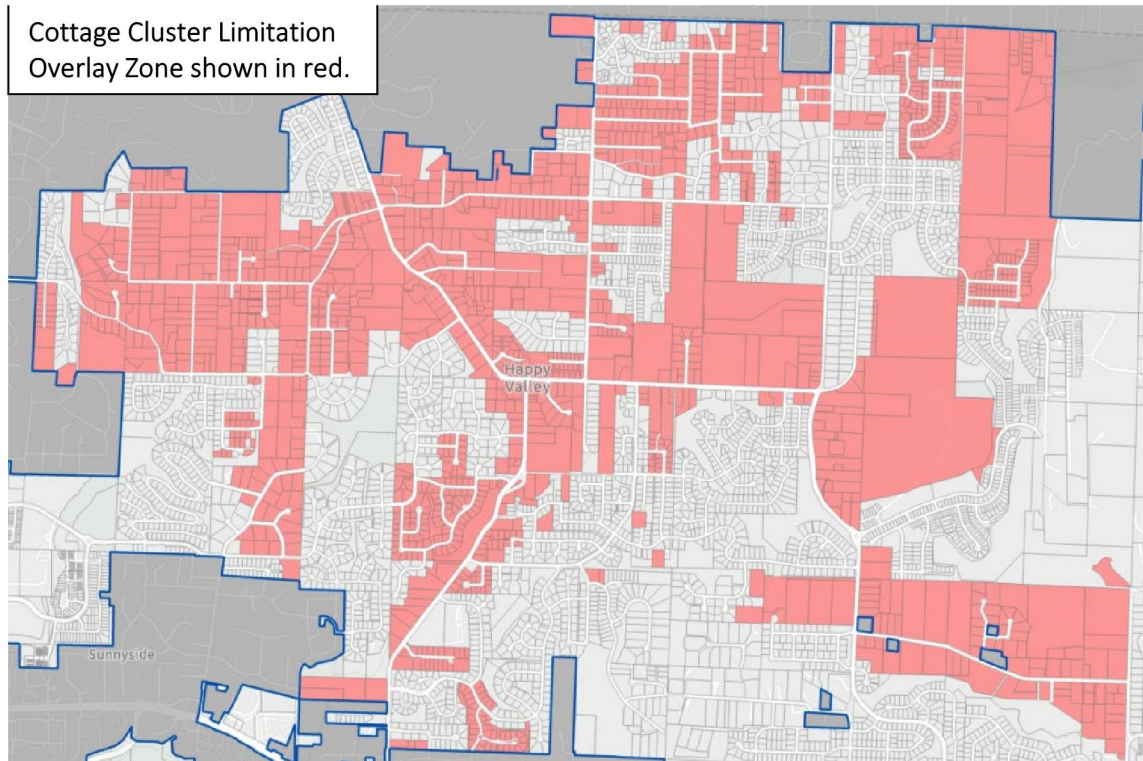 Cottage Cluster Limitation
Overlay Zone shown in red.
Happy
Valley
Sunnyside